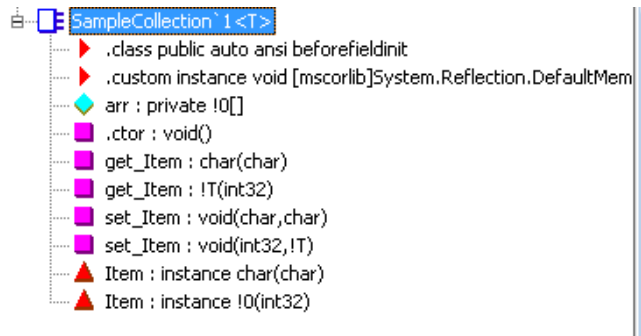 SampleCollection`1<T>
.class public auto ansi beforefieldinit
.custom instance void [mscorlib]System.Reflection.DefaultMem
arr : private !0[]
.ctor : void()
get_Item : char(char)
get_Item : !T(int32)
set_Item : void(char,char)
set_Item : void(int32,!T)
Item : instance char(char)
Item : instance !0(int32)